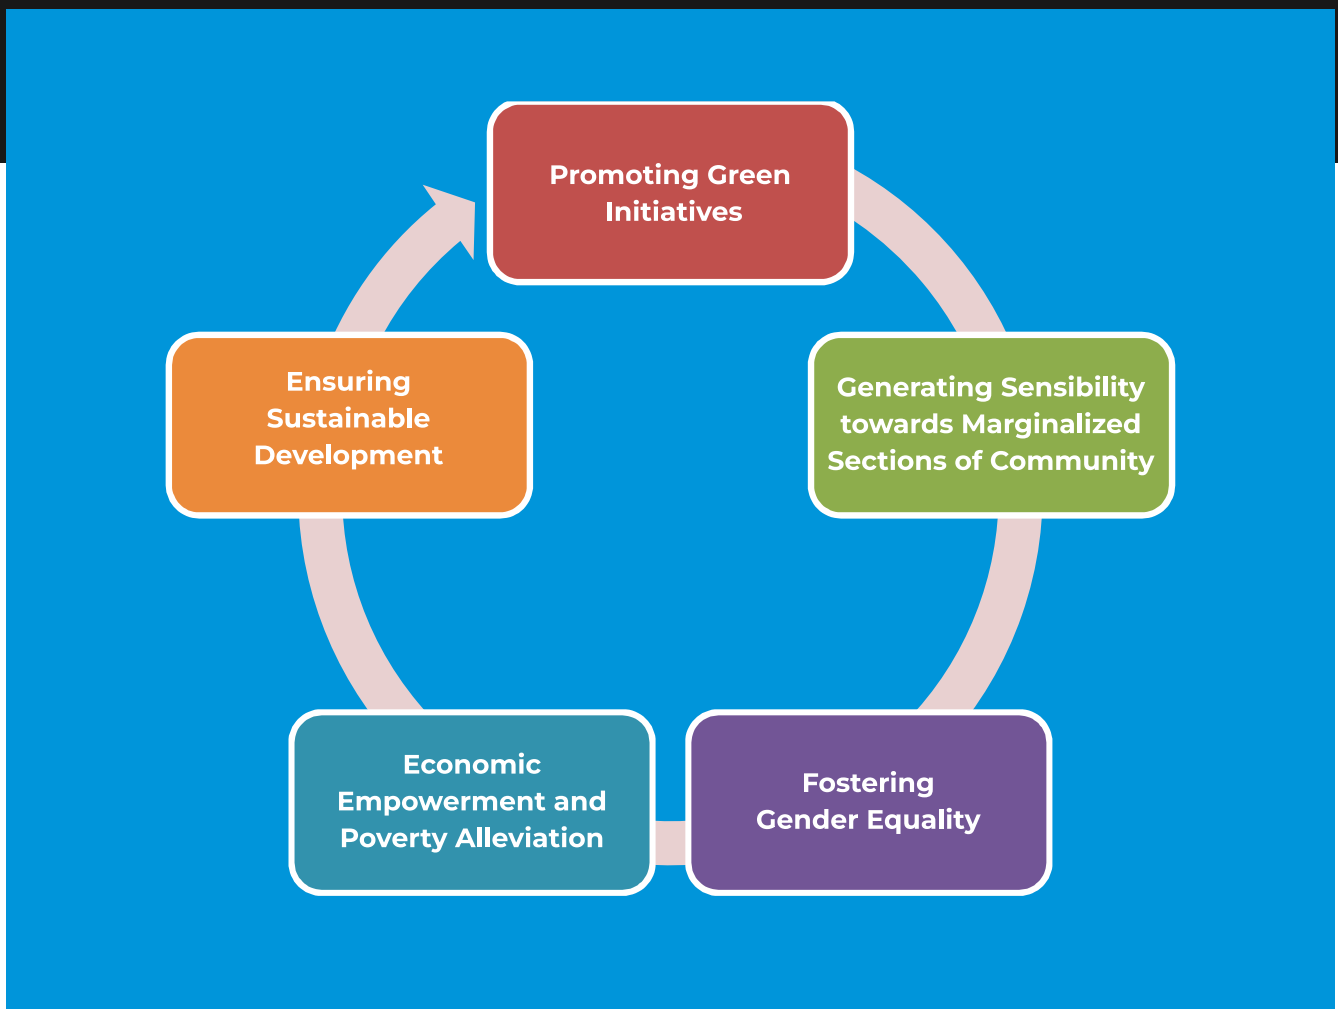 Promoting Green
Initiatives
Generating Sensibility
towards Marginalized
Sections of Community
Fostering
Gender Equality
Economic
Empowerment and
Poverty Alleviation
Ensuring
Sustainable
Development